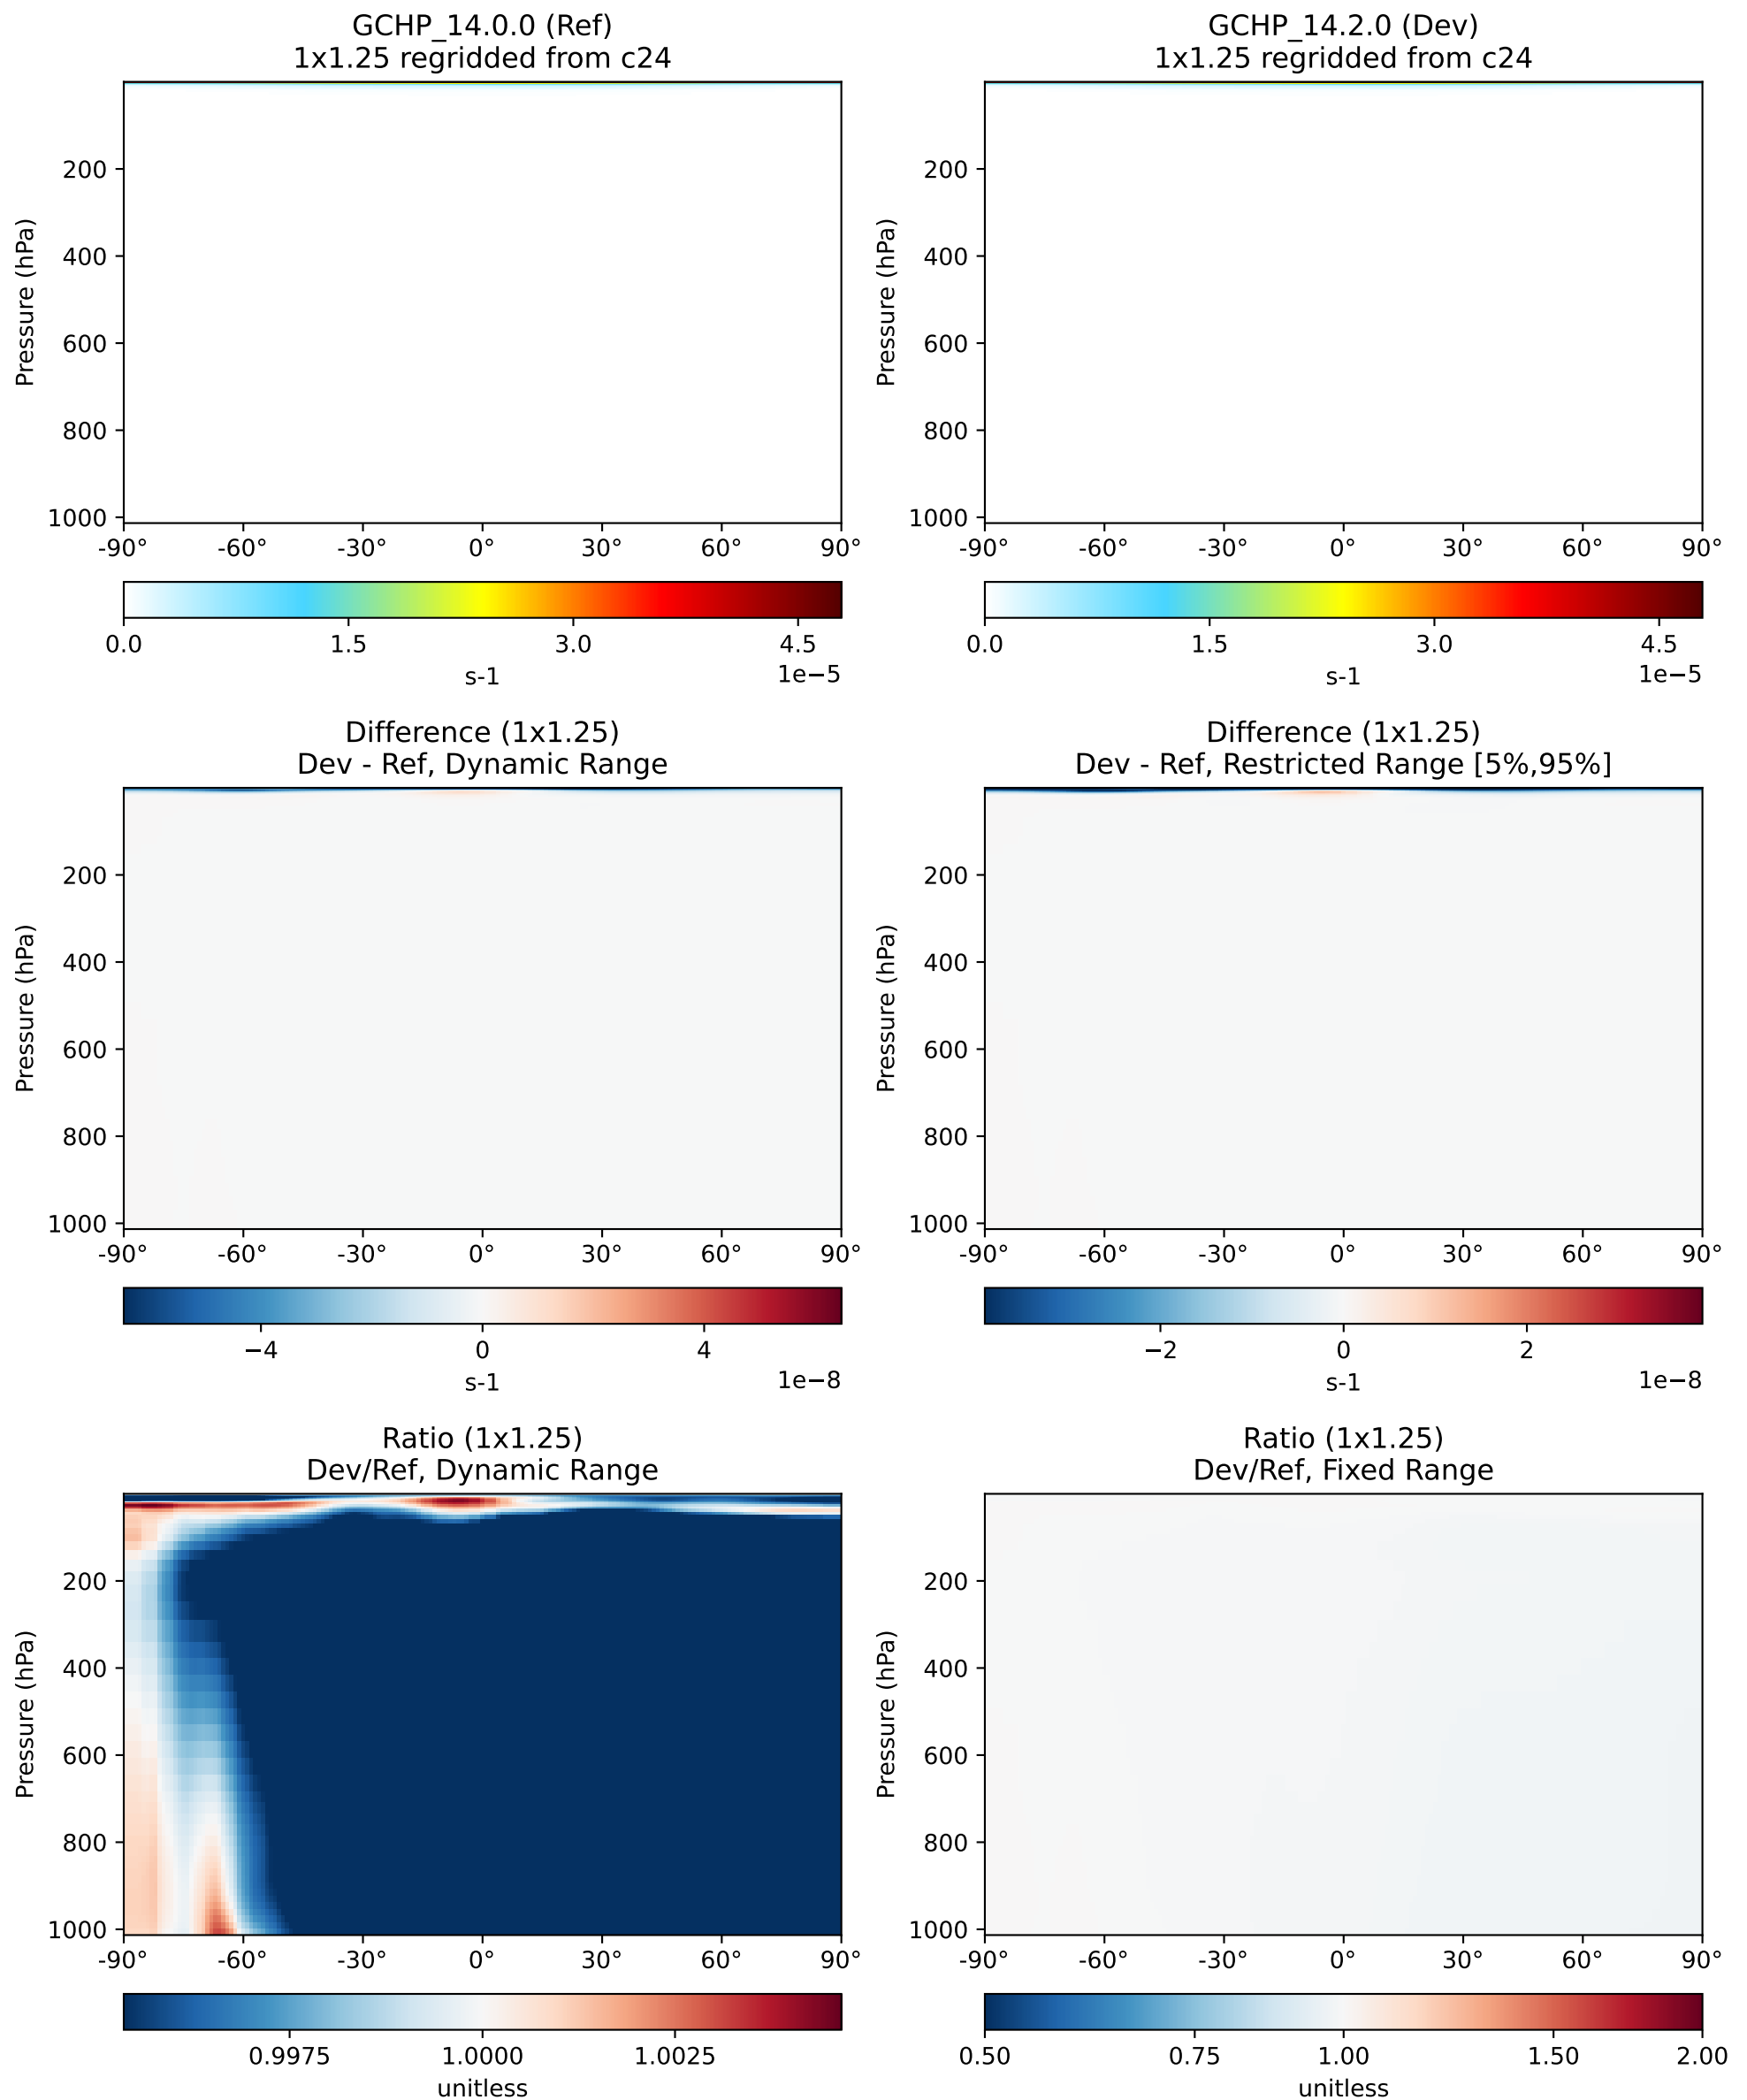 GCHP_14.0.0 (Ref)
1x1.25 regridded from c24
Pressure (hPa)
200
400
600
800
1000
-90° -60° -30° 0° 30° 60° 90°
0.0 1.5 3.0 4.5
1e−5
s-1
GCHP_14.2.0 (Dev)
1x1.25 regridded from c24
Pressure (hPa)
200
400
600
800
1000
-90° -60° -30° 0° 30° 60° 90°
0.0 1.5 3.0 4.5
1e−5
s-1
Difference (1x1.25)
Dev - Ref, Dynamic Range
Pressure (hPa)
200
400
600
800
1000
-90° -60° -30° 0° 30° 60° 90°
−4 0 4
1e−8
s-1
Difference (1x1.25)
Dev - Ref, Restricted Range [5%,95%]
Pressure (hPa)
200
400
600
800
1000
-90° -60° -30° 0° 30° 60° 90°
−2 0 2
1e−8
s-1
Ratio (1x1.25)
Dev/Ref, Dynamic Range
Pressure (hPa)
200
400
600
800
1000
-90° -60° -30° 0° 30° 60° 90°
0.9975 1.0000 1.0025
unitless
Ratio (1x1.25)
Dev/Ref, Fixed Range
Pressure (hPa)
200
400
600
800
1000
-90° -60° -30° 0° 30° 60° 90°
0.50 0.75 1.00 1.50 2.00
unitless